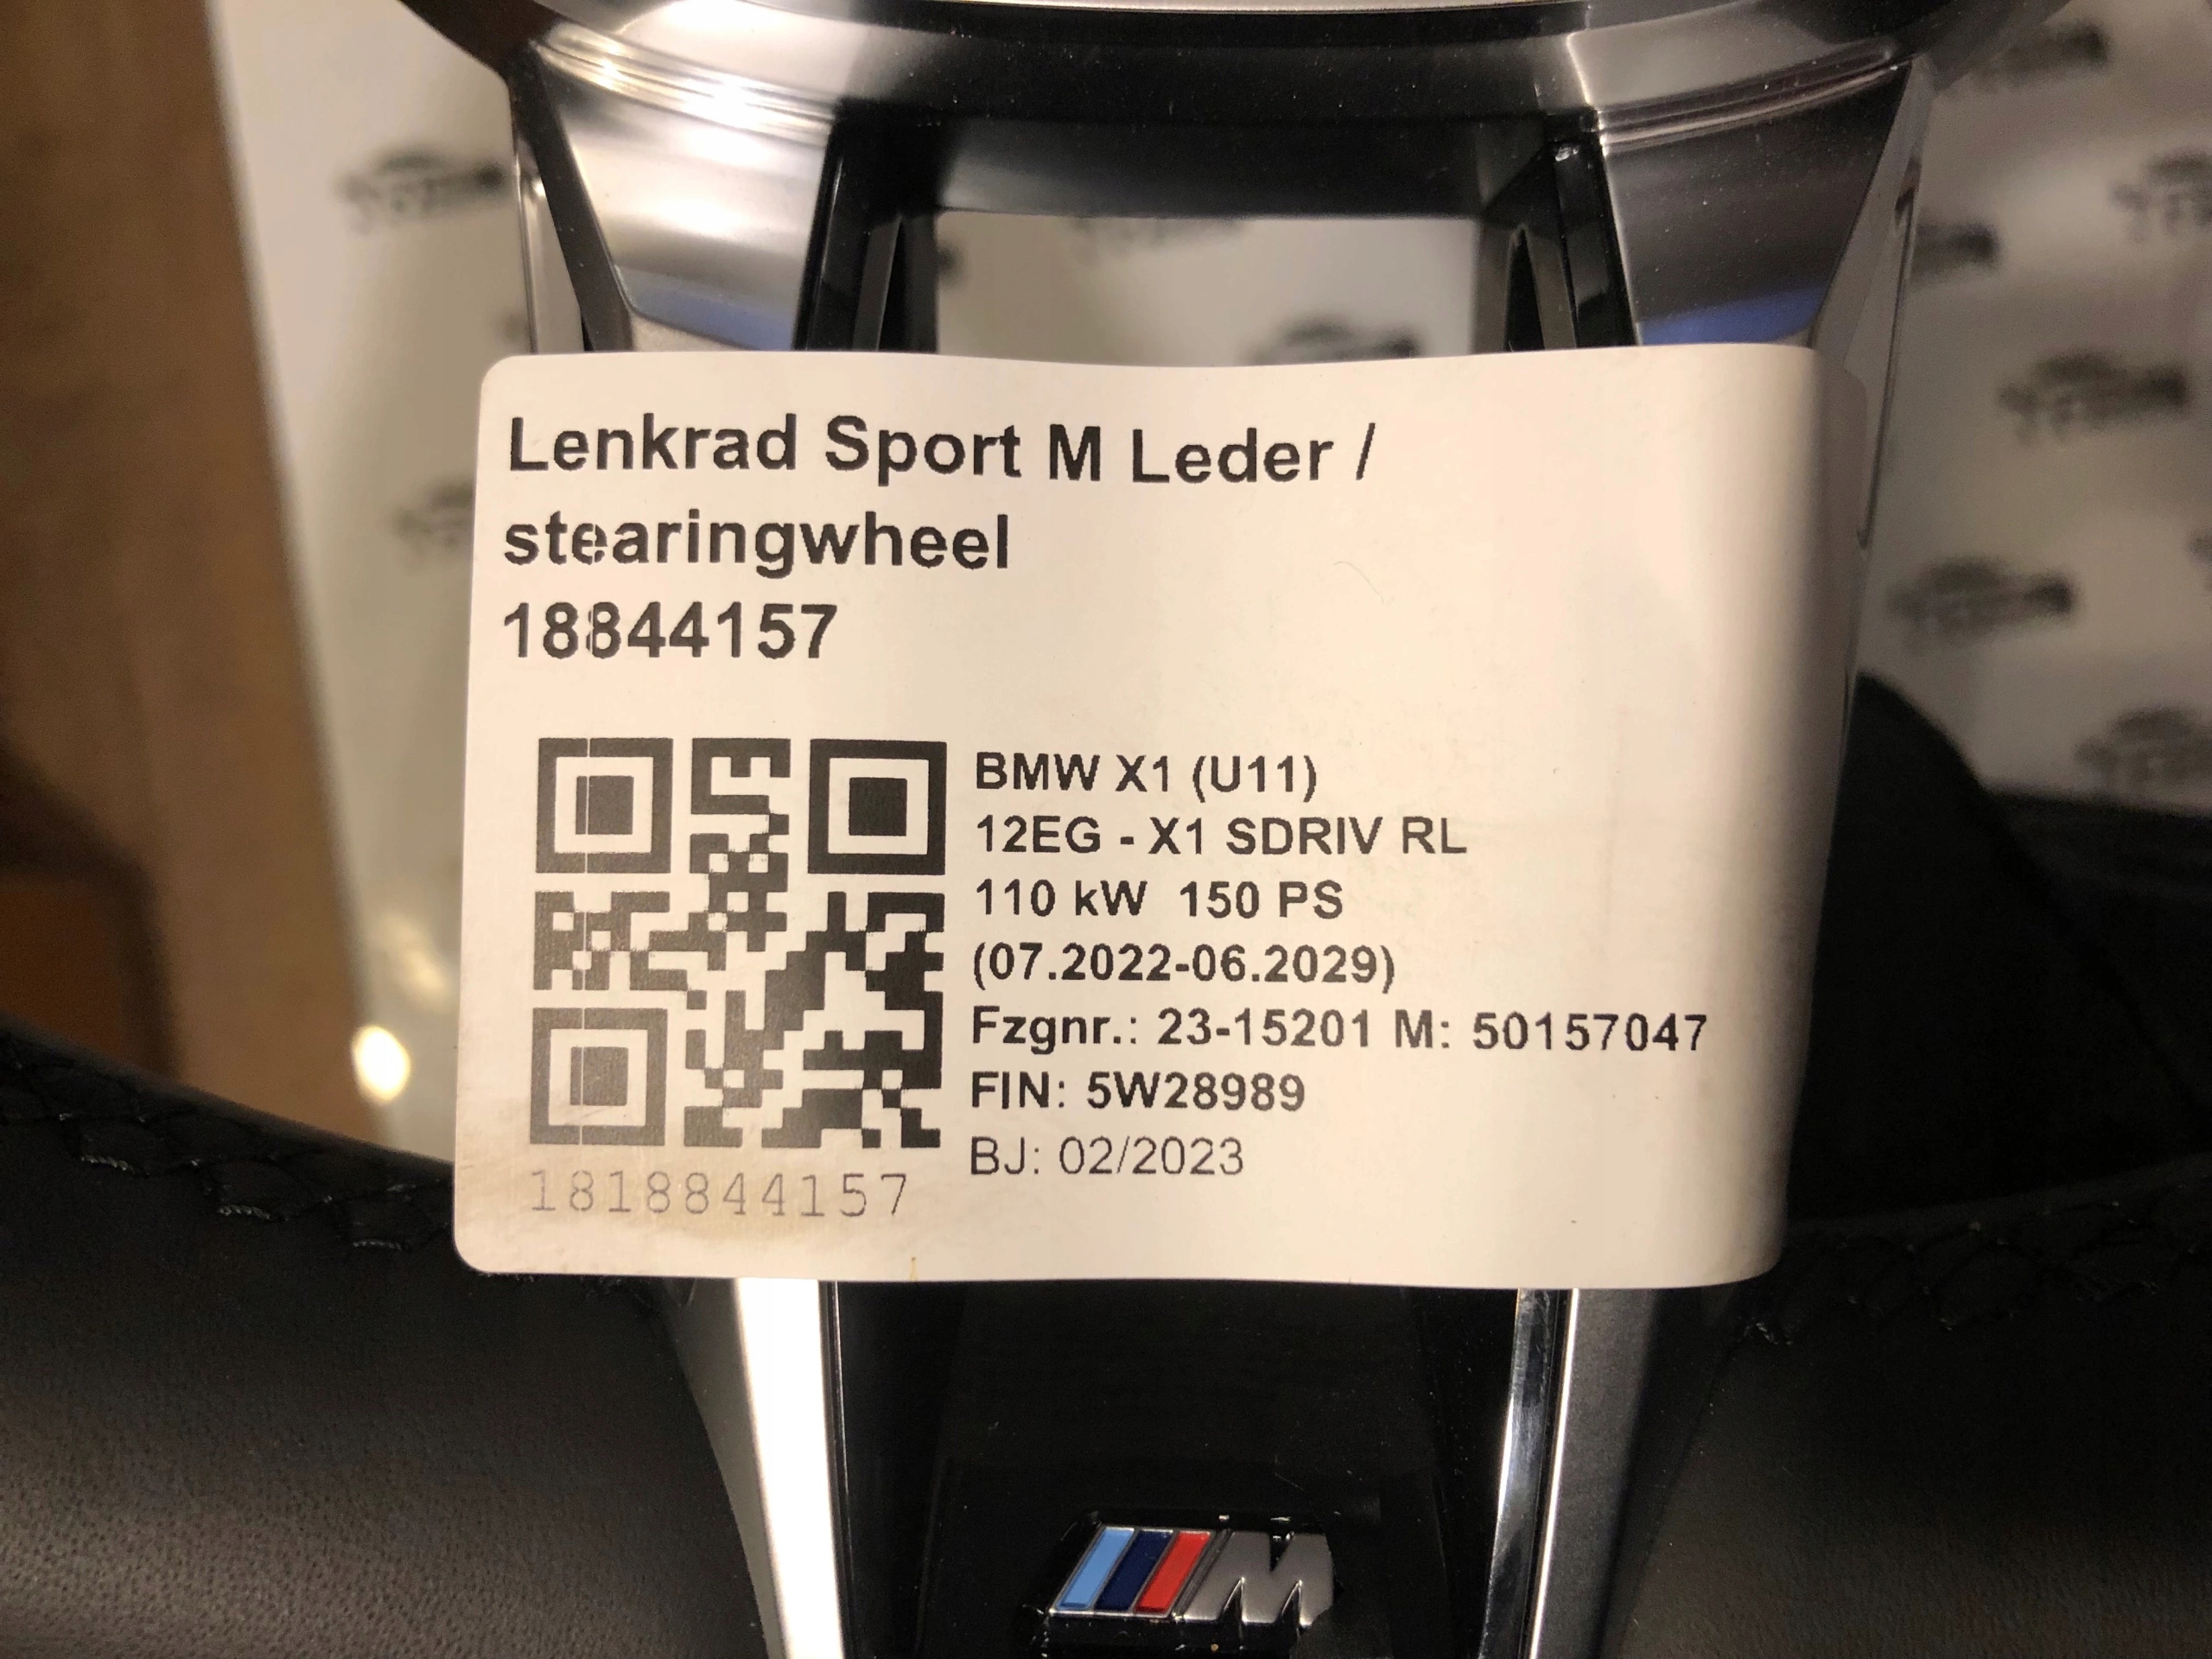 Lenkrad Sport M Leder /
stearingwheel
18844157
BMW X1 (U11)
12EG - X1 SDRIV RL
110 kW 150 PS
(07.2022-06.2029)
Fzgnr.: 23-15201 M: 50157047
FIN: 5W28989
BJ: 02/2023
1818844157
M